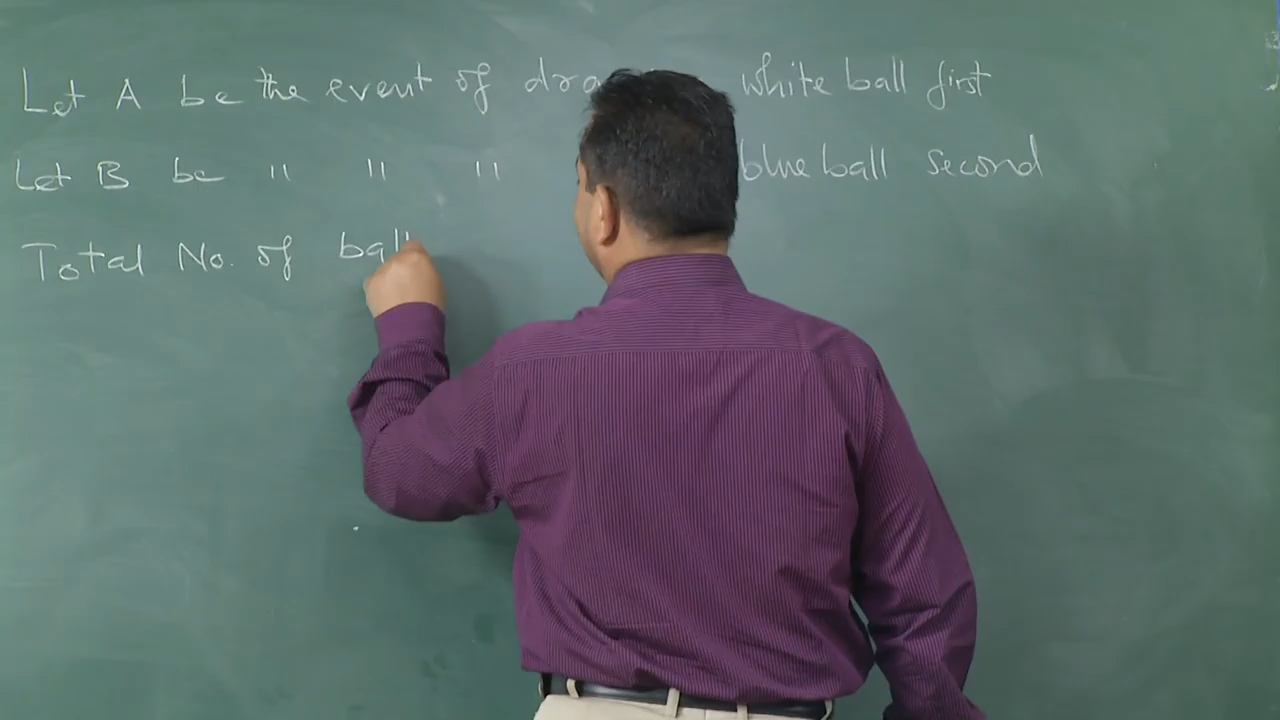 Let A be the event of dra white ball first
Let B be " " " blue ball second
Total No. of ball